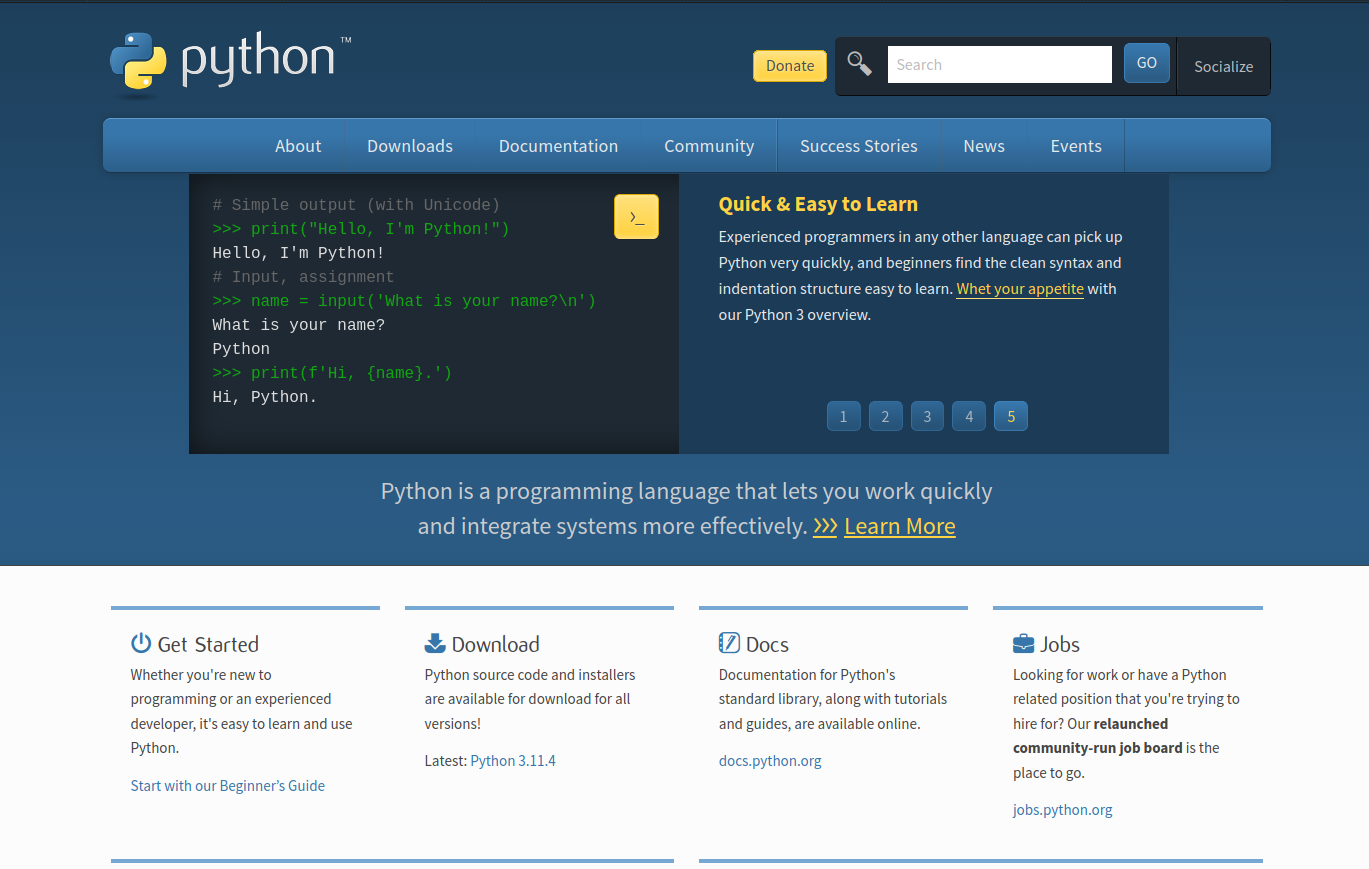 python™
Donate
Search
GO
Socialize
About
Downloads
Documentation
Community
Success Stories
News
Events
# Simple output (with Unicode)
>>> print("Hello, I'm Python!")
Hello, I'm Python!
# Input, assignment
>>> name = input('What is your name?\n')
What is your name?
Python
>>> print(f'Hi, {name}.')
Hi, Python.
>_
Quick & Easy to Learn
Experienced programmers in any other language can pick up
Python very quickly, and beginners find the clean syntax and
indentation structure easy to learn. Whet your appetite with
our Python 3 overview.
1
2
3
4
5
Python is a programming language that lets you work quickly
and integrate systems more effectively. >>> Learn More
Get Started
Whether you're new to
programming or an experienced
developer, it's easy to learn and use
Python.
Start with our Beginner’s Guide
Download
Python source code and installers
are available for download for all
versions!
Latest: Python 3.11.4
Docs
Documentation for Python's
standard library, along with tutorials
and guides, are available online.
docs.python.org
Jobs
Looking for work or have a Python
related position that you're trying to
hire for? Our relaunched
community-run job board is the
place to go.
jobs.python.org